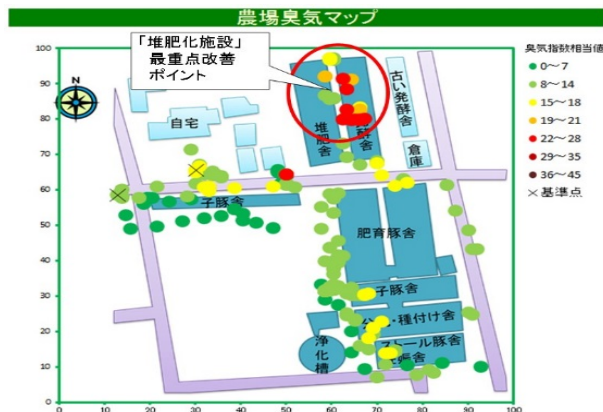 農場臭気マップ
「堆肥化施設」
最重点改善
ポイント
臭気指数相当値
0～7
8～14
15～18
19～21
22～28
29～35
36～45
基準点
N
自宅
堆肥舎
発酵舎
古い発酵舎
倉庫
子豚舎
肥育豚舎
子豚舎
・種付け舎
ストール豚舎
浄化槽
100
90
80
70
60
50
40
30
20
10
0
0
10
20
30
40
50
60
70
80
90
100